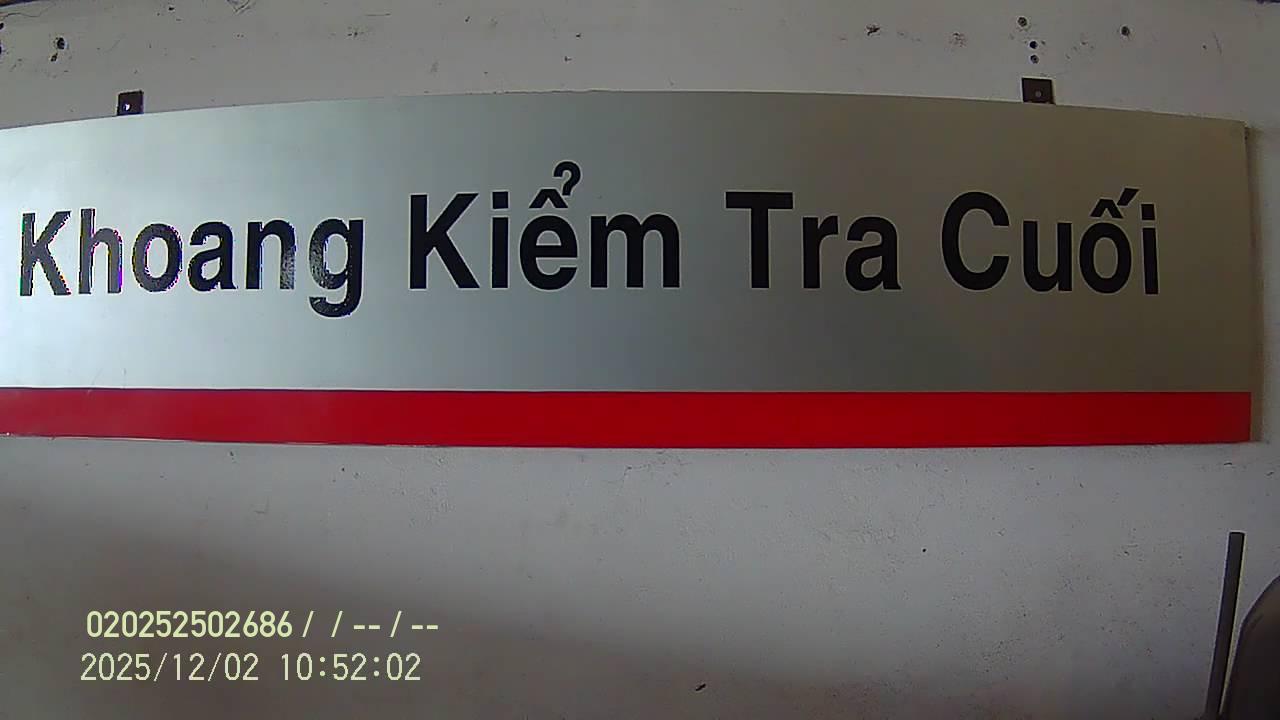 Khoang Kiểm Tra Cuối
020252502686 /  / -- / --
2025/12/02 10:52:02